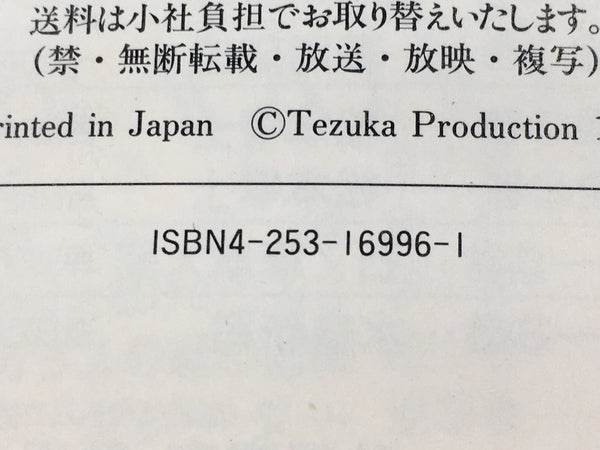 送料は小社負担でお取り替えいたします。
(禁・無断転載・放送・放映・複写)
rinted in Japan ©Tezuka Production 1
ISBN4-253-16996-1